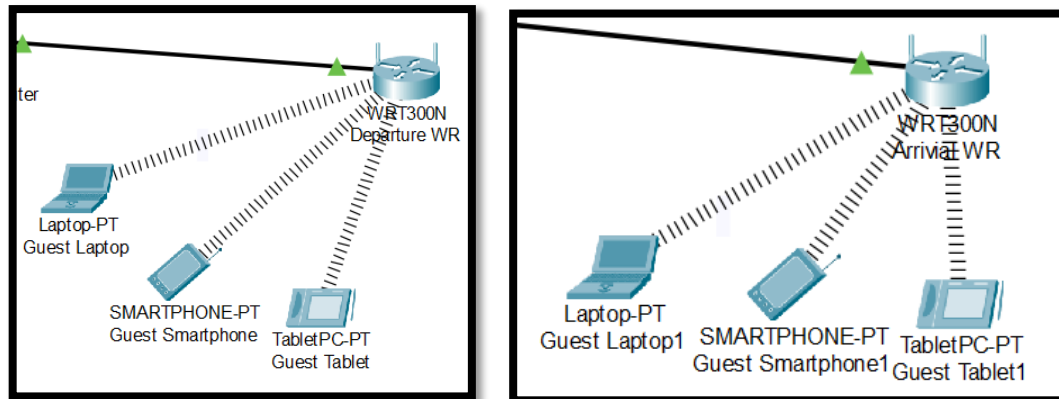 ter
WRT300N
Departure WR
Laptop-PT
Guest Laptop
SMARTPHONE-PT
Guest Smartphone
TabletPC-PT
Guest Tablet
WRT300N
Arrivial WR
Laptop-PT
Guest Laptop1
SMARTPHONE-PT
Guest Smartphone1
TabletPC-PT
Guest Tablet1